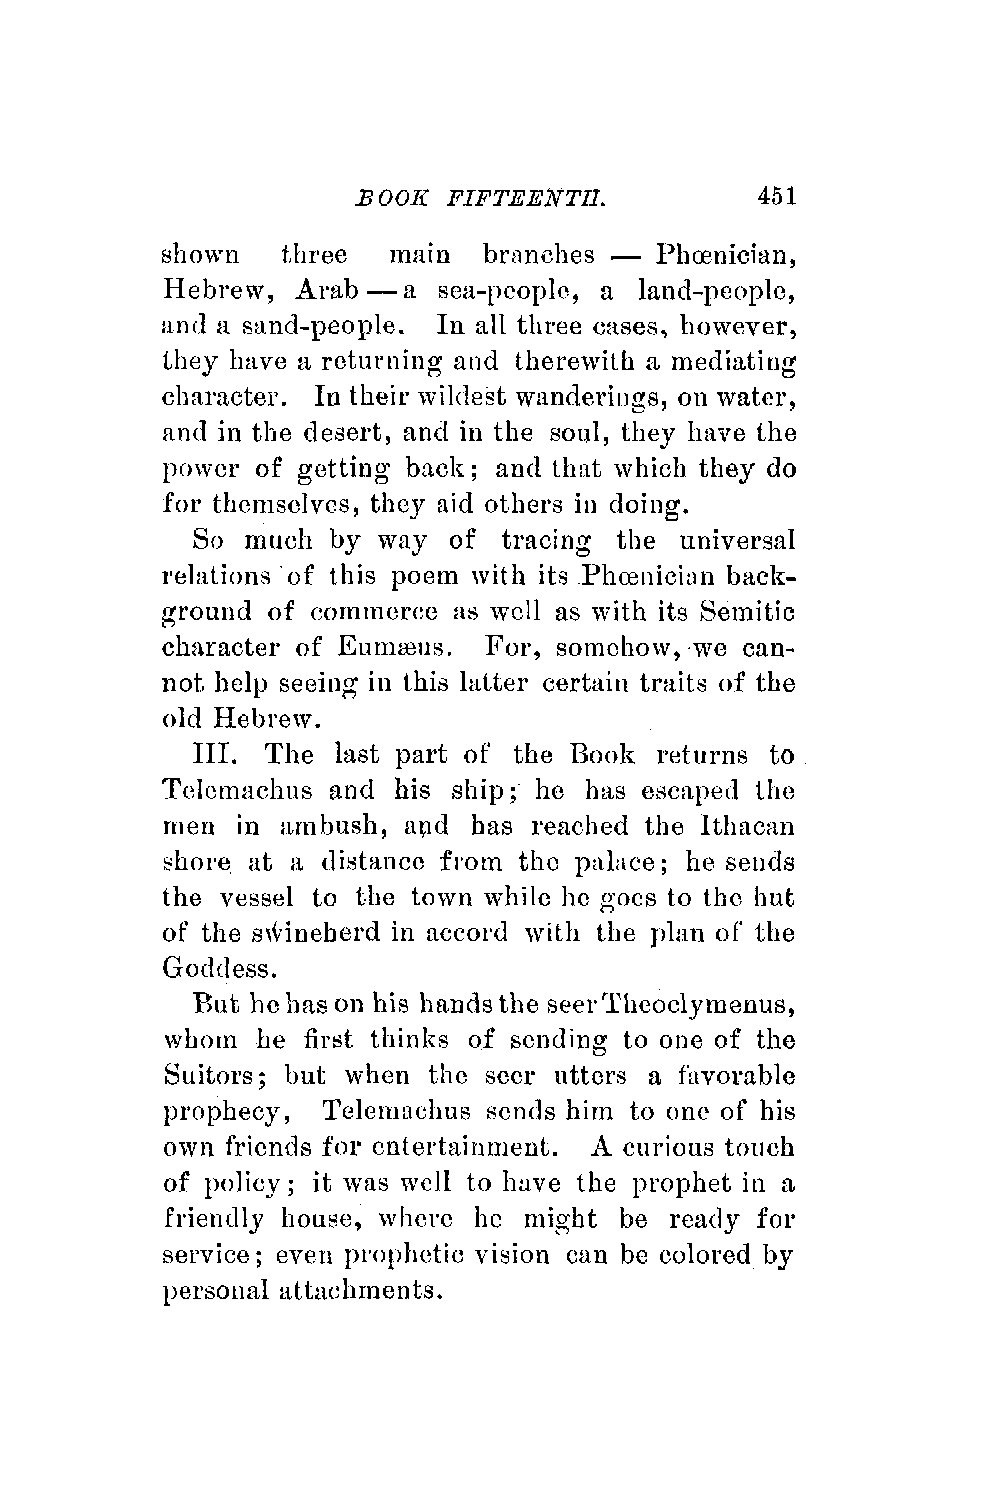 BOOK FIFTEENTH. 451
shown three main branches — Phœnician,
Hebrew, Arab — a sea-people, a land-people,
and a sand-people. In all three cases, however,
they have a returning and therewith a mediating
character. In their wildest wanderings, on water,
and in the desert, and in the soul, they have the
power of getting back; and that which they do
for themselves, they aid others in doing.
So much by way of tracing the universal
relations of this poem with its Phœnician back-
ground of commerce as well as with its Semitic
character of Eumæus. For, somehow, we can-
not help seeing in this latter certain traits of the
old Hebrew.
III. The last part of the Book returns to
Telemachus and his ship; he has escaped the
men in ambush, and has reached the Ithacan
shore at a distance from the palace; he sends
the vessel to the town while he goes to the hut
of the swineherd in accord with the plan of the
Goddess.
But he has on his hands the seer Theoclymenus,
whom he first thinks of sending to one of the
Suitors; but when the seer utters a favorable
prophecy, Telemachus sends him to one of his
own friends for entertainment. A curious touch
of policy; it was well to have the prophet in a
friendly house, where he might be ready for
service; even prophetic vision can be colored by
personal attachments.